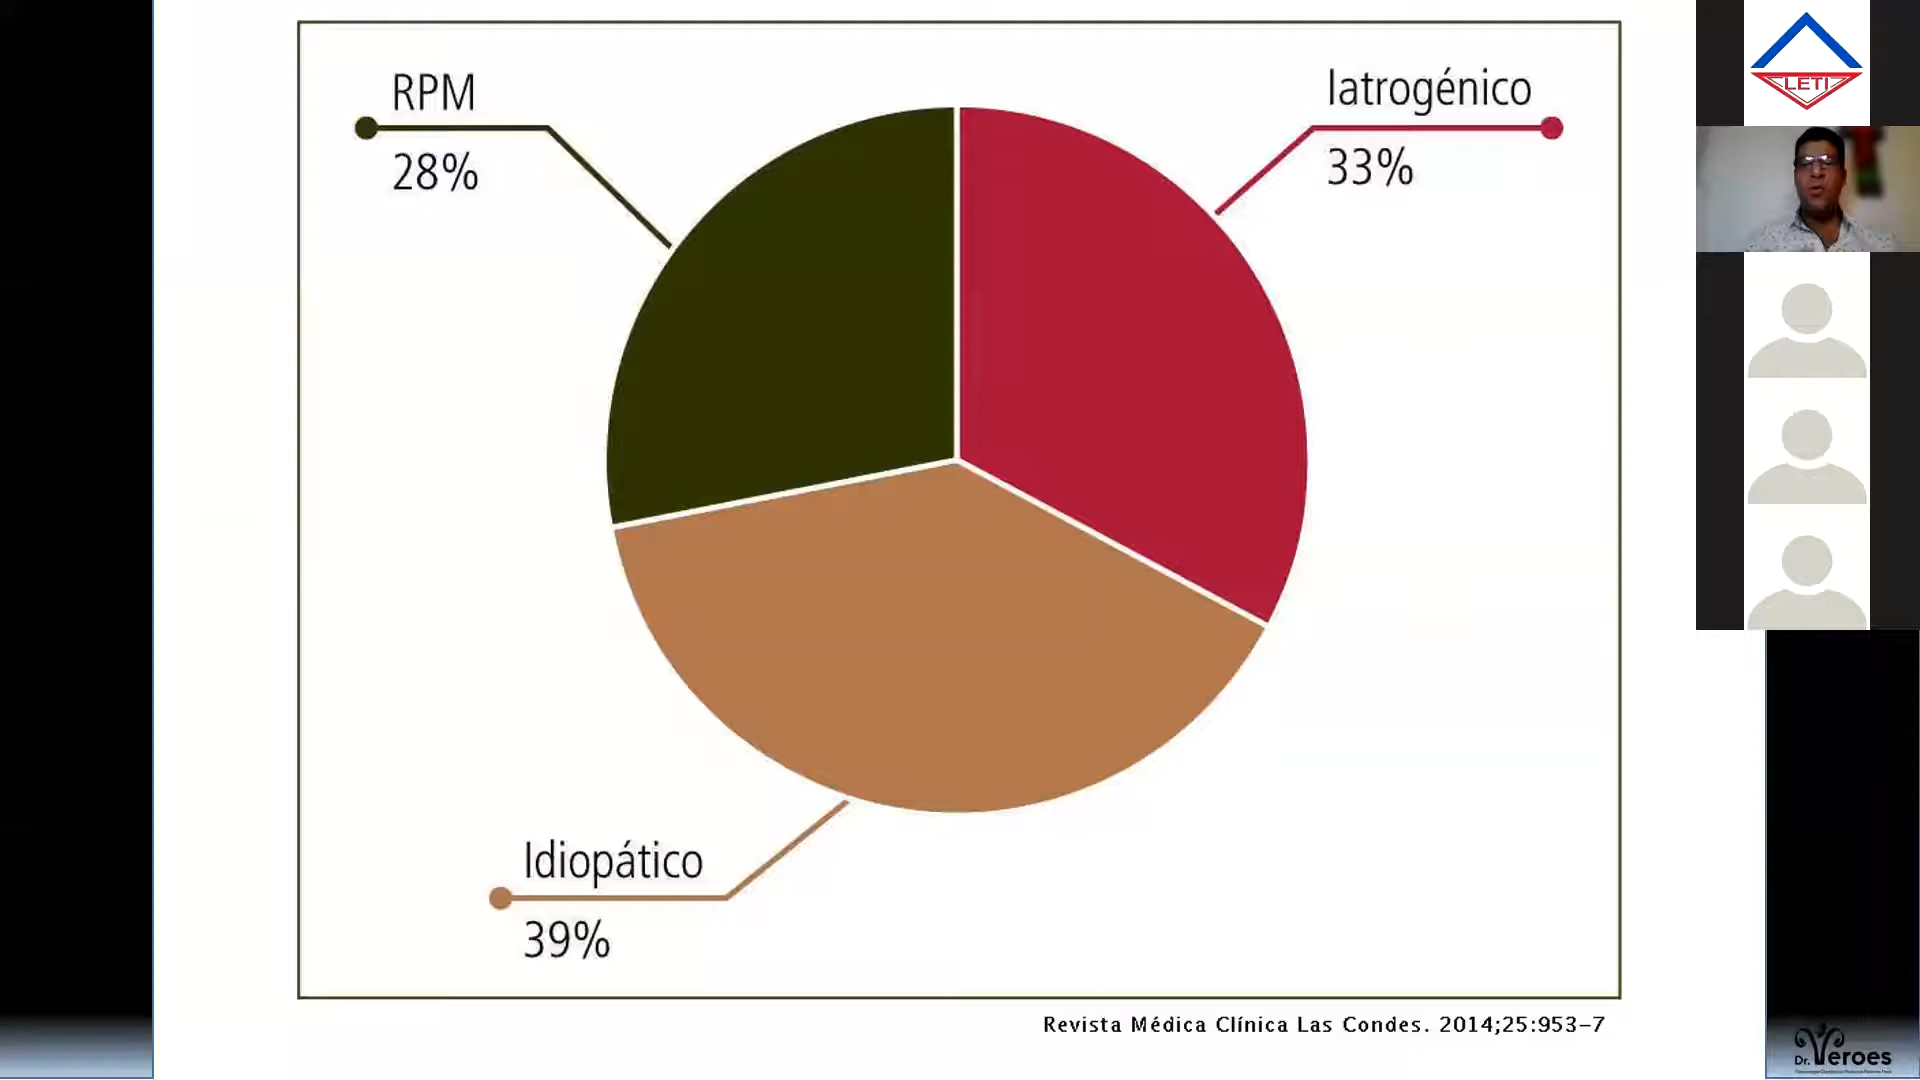 RPM
28%
Iatrogénico
33%
Idiopático
39%
Revista Médica Clínica Las Condes. 2014;25:953-7
LETI
Dr. Veroes